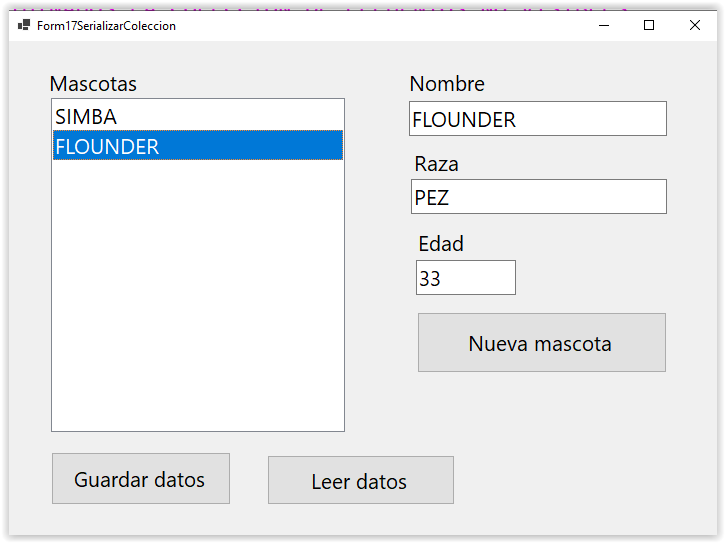 Form17SerializarColeccion
Mascotas
SIMBA
FLOUNDER
Nombre
FLOUNDER
Raza
PEZ
Edad
33
Nueva mascota
Guardar datos
Leer datos